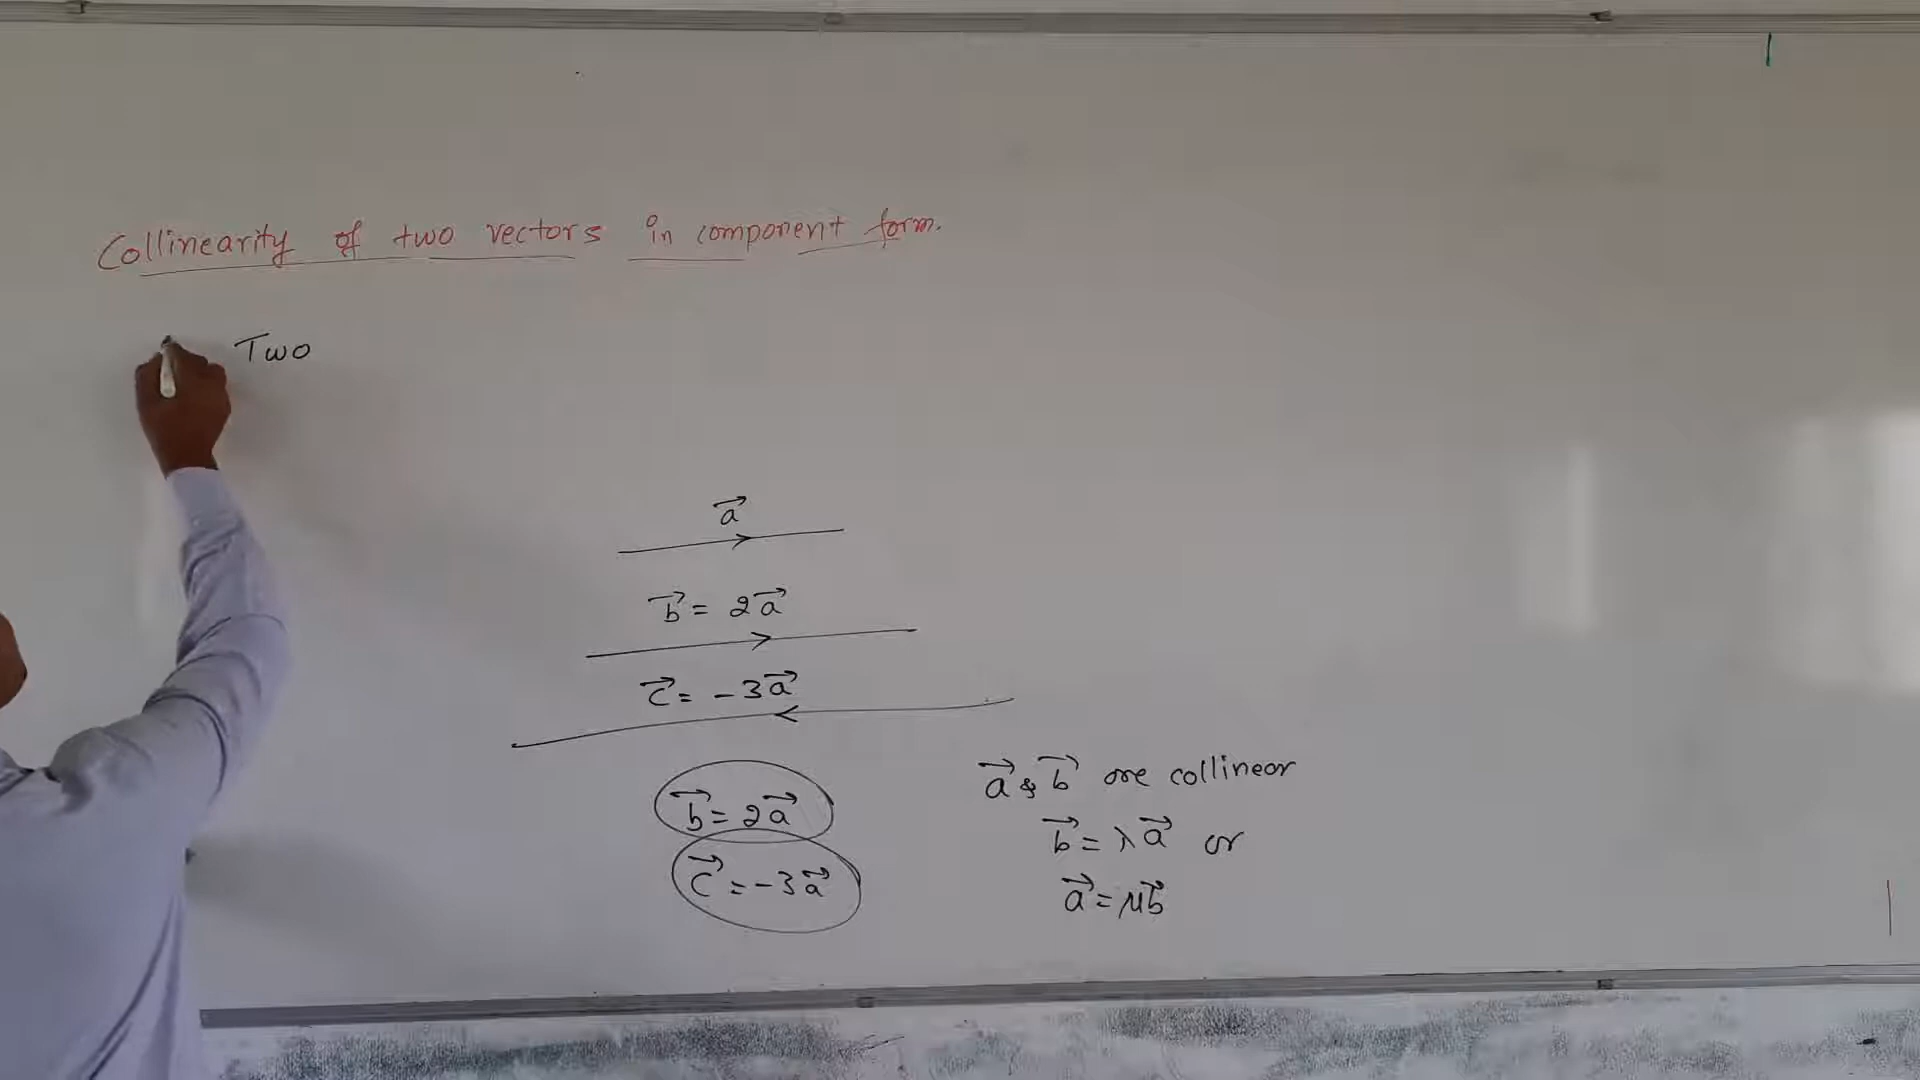 Collinearity of two vectors in component form.
Two
a⃗
b⃗ = 2a⃗
c⃗ = -3a⃗
b⃗ = 2a⃗
c⃗ = -3a⃗
a⃗ & b⃗ are collinear
b⃗ = λa⃗ or
a⃗ = μb⃗